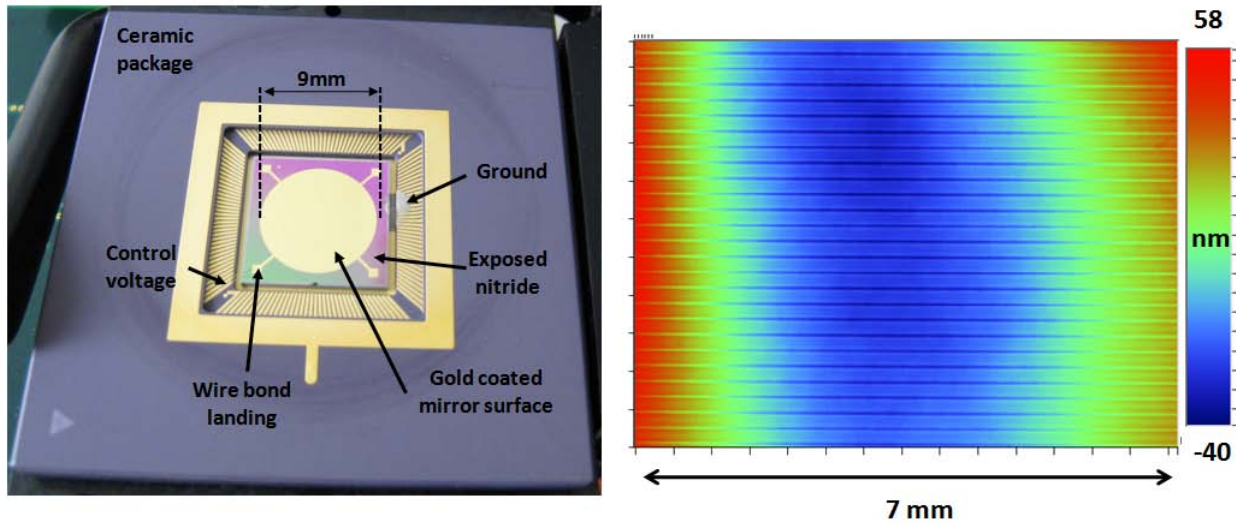 Ceramic
package
9mm
Ground
Control
voltage
Exposed
nitride
Wire bond
landing
Gold coated
mirror surface
58
nm
-40
7 mm